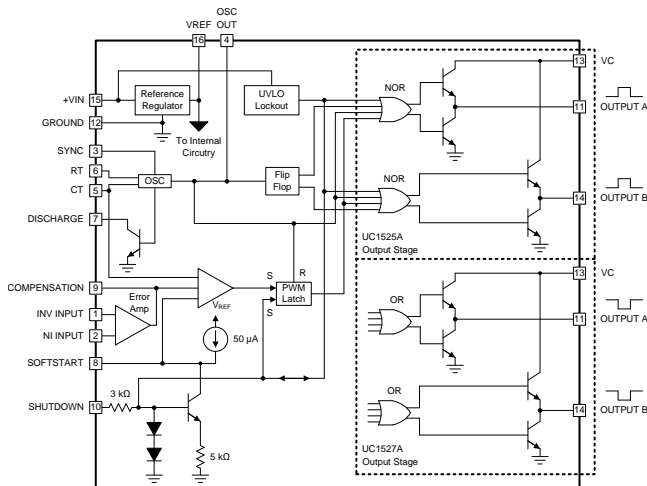 OSC
OUT
VREF
16
4
+VIN
15
Reference
Regulator
UVLO
Lockout
GROUND
12
To Internal
Circuitry
SYNC
3
RT
6
CT
5
OSC
Flip
Flop
DISCHARGE
7
COMPENSATION
9
Error
Amp
INV INPUT
1
NI INPUT
2
SOFTSTART
8
SHUTDOWN
10
3 kΩ
5 kΩ
VREF
50 µA
S
R
S
PWM
Latch
NOR
NOR
13
VC
11
OUTPUT A
14
OUTPUT B
UC1525A
Output Stage
OR
OR
13
VC
11
OUTPUT A
14
OUTPUT B
UC1527A
Output Stage